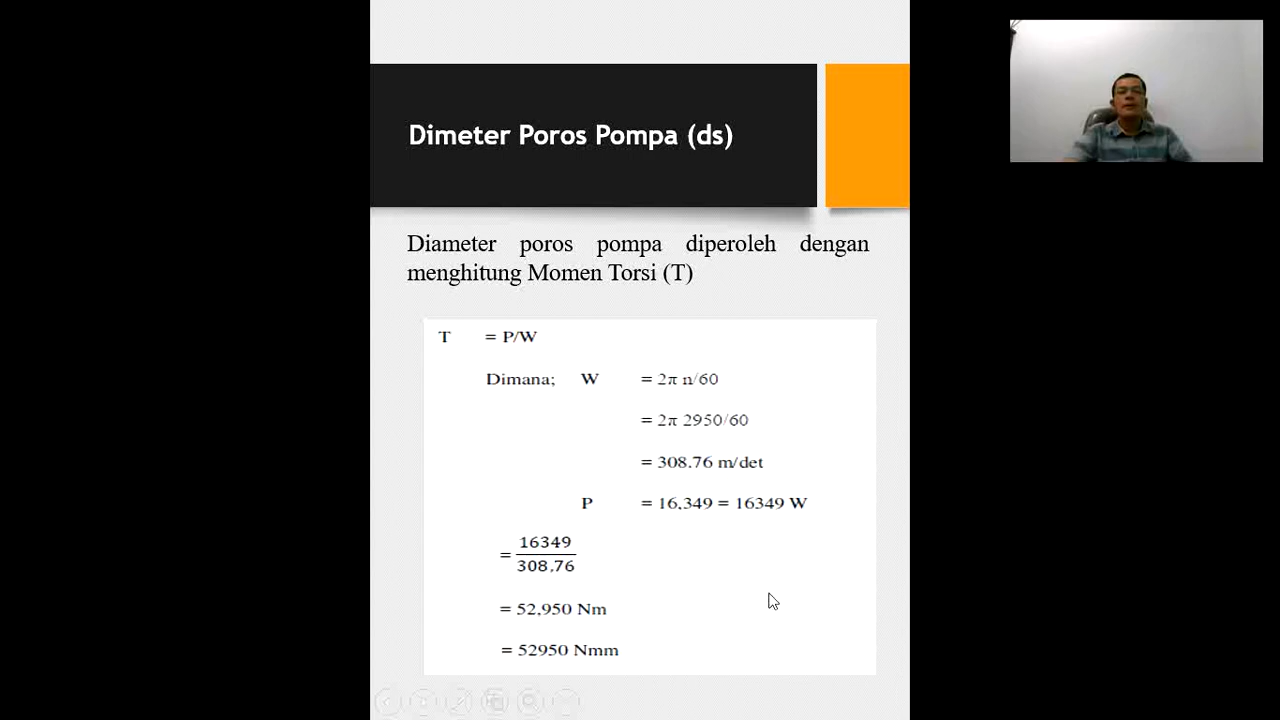 Dimeter Poros Pompa (ds)
Diameter poros pompa diperoleh dengan
menghitung Momen Torsi (T)
T = P/W
Dimana; W = 2π n/60
= 2π 2950/60
= 308.76 m/det
P = 16,349 = 16349 W
= 16349
308,76
= 52,950 Nm
= 52950 Nmm